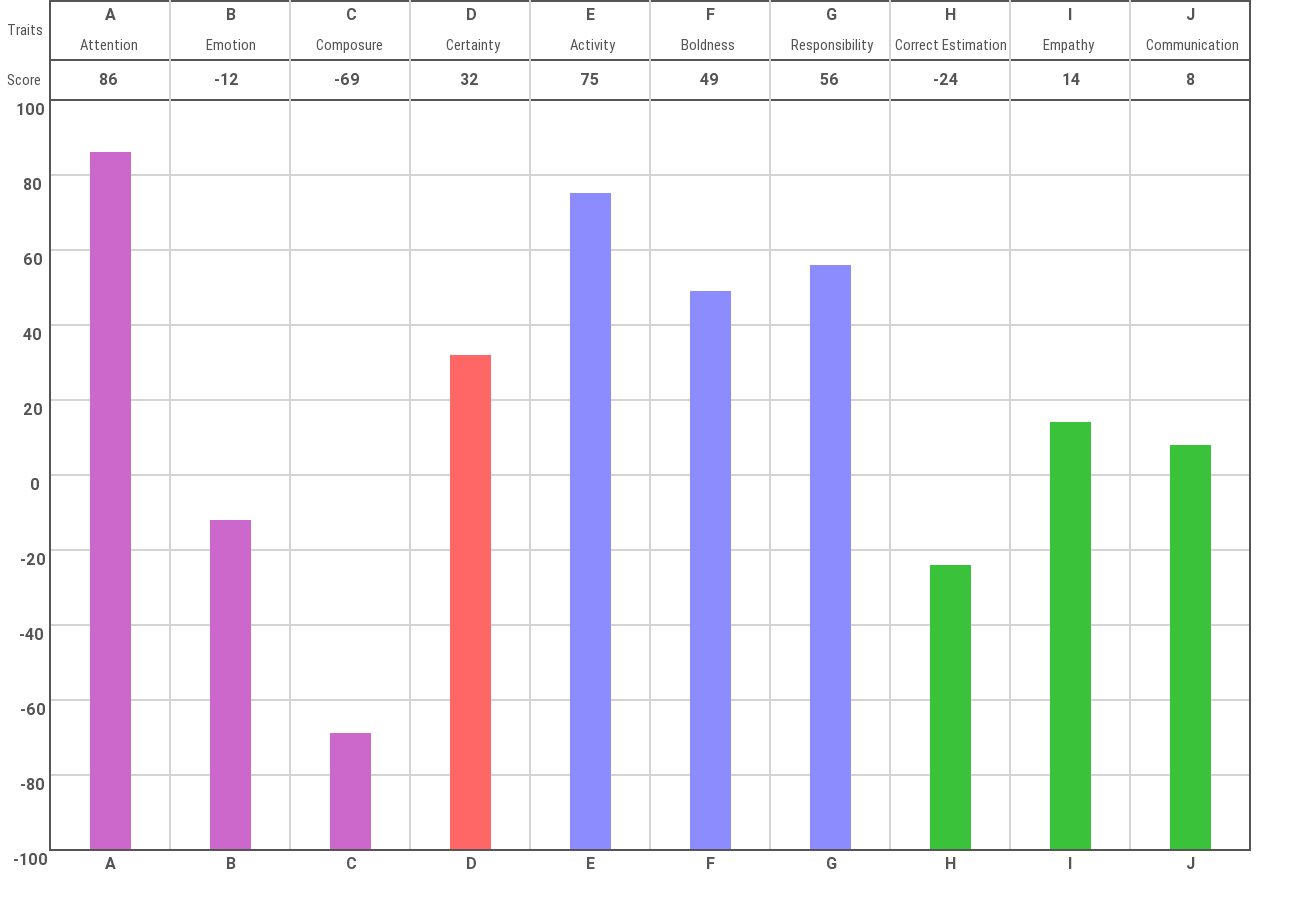 A B C D E F G H I J
Traits
Attention Emotion Composure Certainty Activity Boldness Responsibility Correct Estimation Empathy Communication
Score 86 -12 -69 32 75 49 56 -24 14 8
100
80
60
40
20
0
-20
-40
-60
-80
-100
A B C D E F G H I J